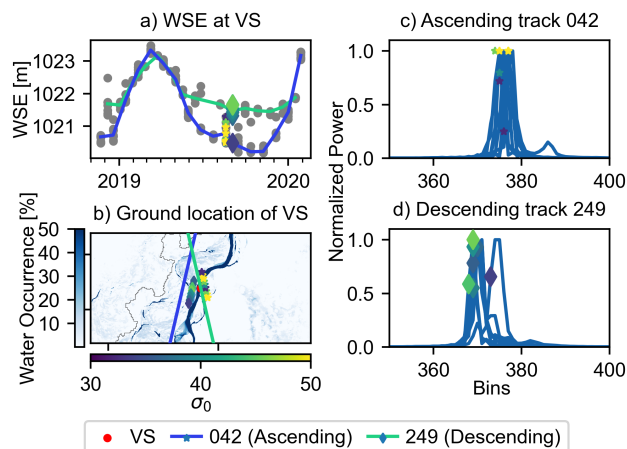 a) WSE at VS
c) Ascending track 042
WSE [m]
1023
1022
1021
2019
2020
Normalized Power
1.0
0.5
0.0
360
380
400
b) Ground location of VS
d) Descending track 249
Water Occurrence [%]
50
40
30
20
10
1.0
0.5
0.0
360
380
400
Bins
30
40
50
σ0
VS
042 (Ascending)
249 (Descending)